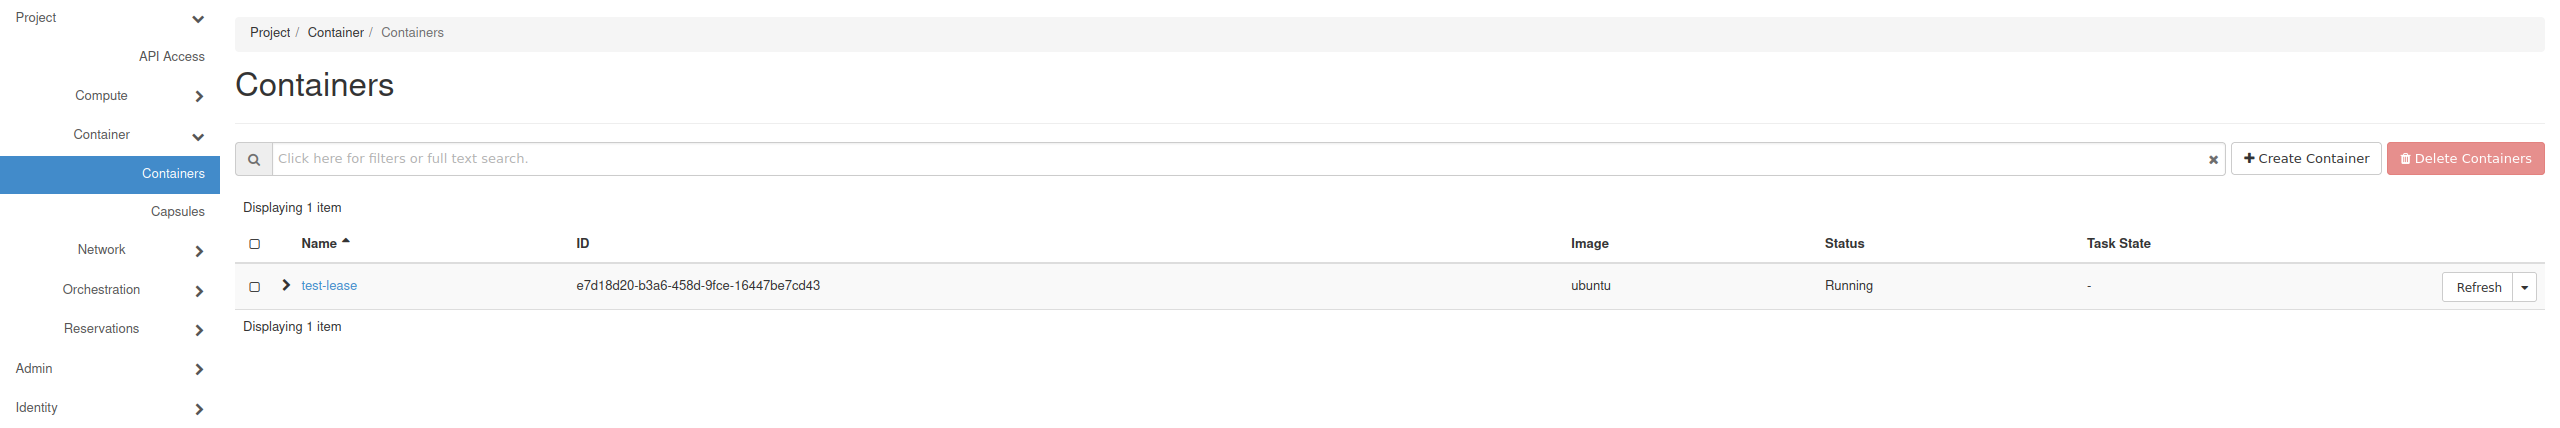 Project
API Access
Compute
Container
Containers
Capsules
Network
Orchestration
Reservations
Admin
Identity
Project / Container / Containers
Containers
Click here for filters or full text search.
Create Container
Delete Containers
Displaying 1 item
Name ID Image Status Task State
test-lease e7d18d20-b3a6-458d-9fce-16447be7cd43 ubuntu Running - Refresh
Displaying 1 item